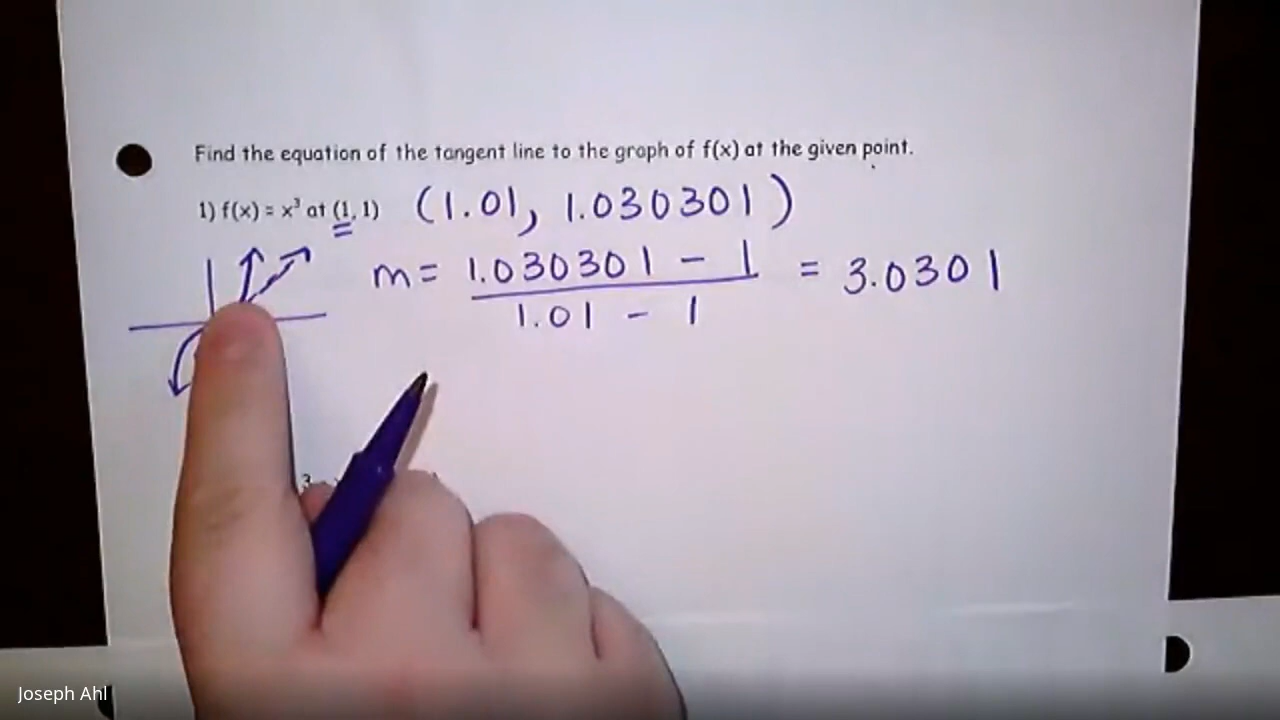 Find the equation of the tangent line to the graph of f(x) at the given point.
1) f(x) = x³ at (1, 1) (1.01, 1.030301)
m = 1.030301 - 1 = 3.0301
1.01 - 1
3
Joseph Ahl